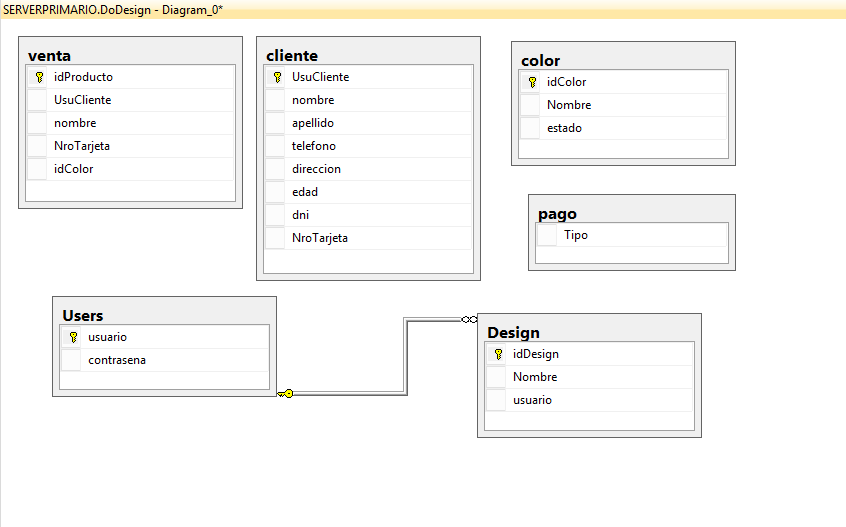 SERVERPRIMARIO.DoDesign - Diagram_0*
venta
idProducto
UsuCliente
nombre
NroTarjeta
idColor
cliente
UsuCliente
nombre
apellido
telefono
direccion
edad
dni
NroTarjeta
color
idColor
Nombre
estado
pago
Tipo
Users
usuario
contrasena
Design
idDesign
Nombre
usuario